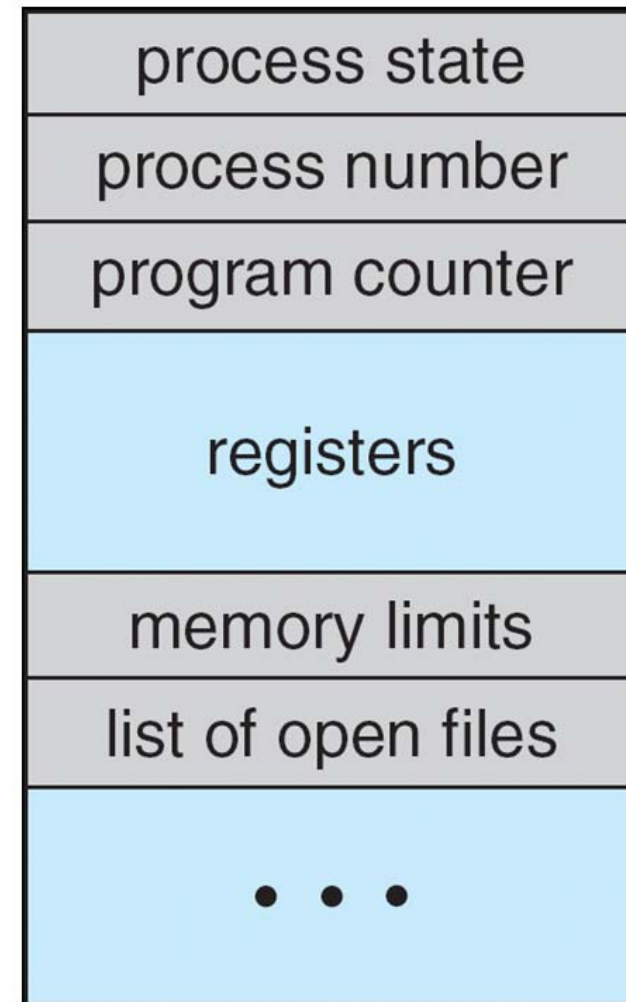 process state
process number
program counter
registers
memory limits
list of open files
• • •